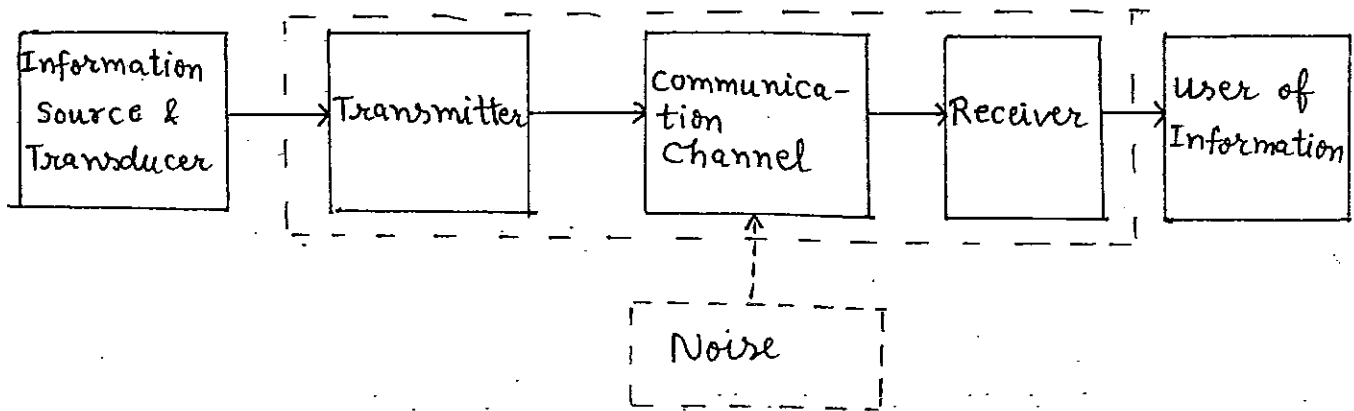 Information
Source &
Transducer
Transmitter
Communica-
tion
Channel
Receiver
User of
Information
Noise